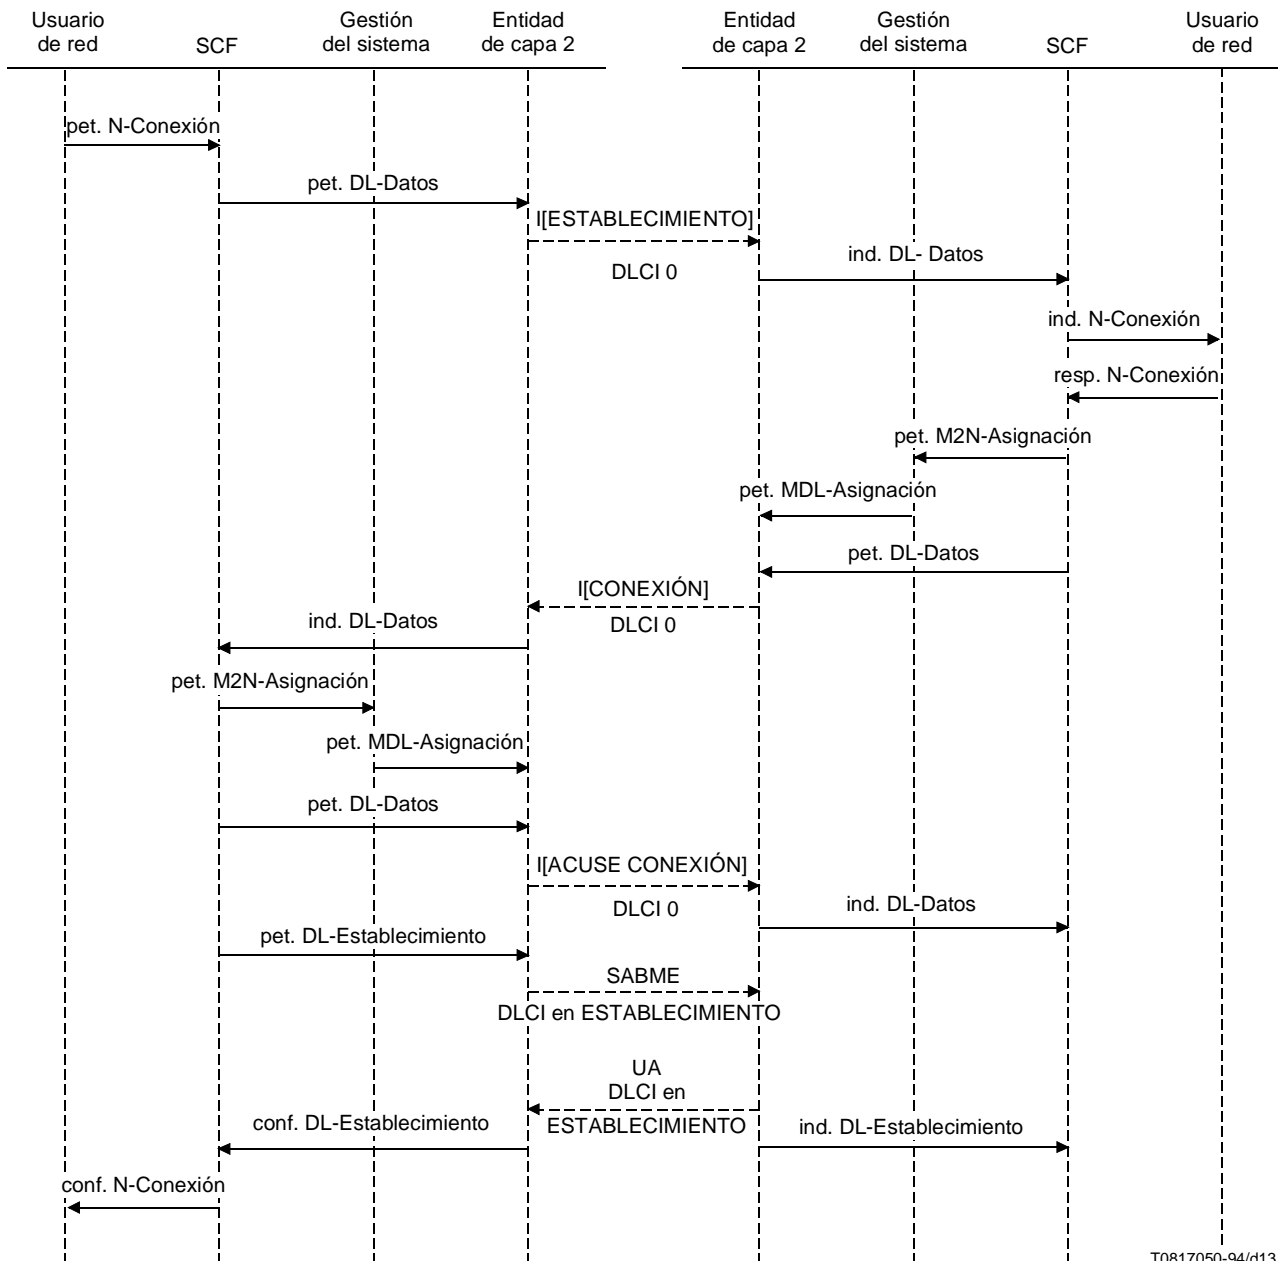 Usuario
de red
SCF
Gestión
del sistema
Entidad
de capa 2
Entidad
de capa 2
Gestión
del sistema
SCF
Usuario
de red
pet. N-Conexión
pet. DL-Datos
I[ESTABLECIMIENTO]
DLCI 0
ind. DL- Datos
ind. N-Conexión
resp. N-Conexión
pet. M2N-Asignación
pet. MDL-Asignación
pet. DL-Datos
I[CONEXIÓN]
DLCI 0
ind. DL-Datos
pet. M2N-Asignación
pet. MDL-Asignación
pet. DL-Datos
I[ACUSE CONEXIÓN]
DLCI 0
ind. DL-Datos
pet. DL-Establecimiento
SABME
DLCI en ESTABLECIMIENTO
UA
DLCI en
ESTABLECIMIENTO
conf. DL-Establecimiento
ind. DL-Establecimiento
conf. N-Conexión
T0817050-94/d13